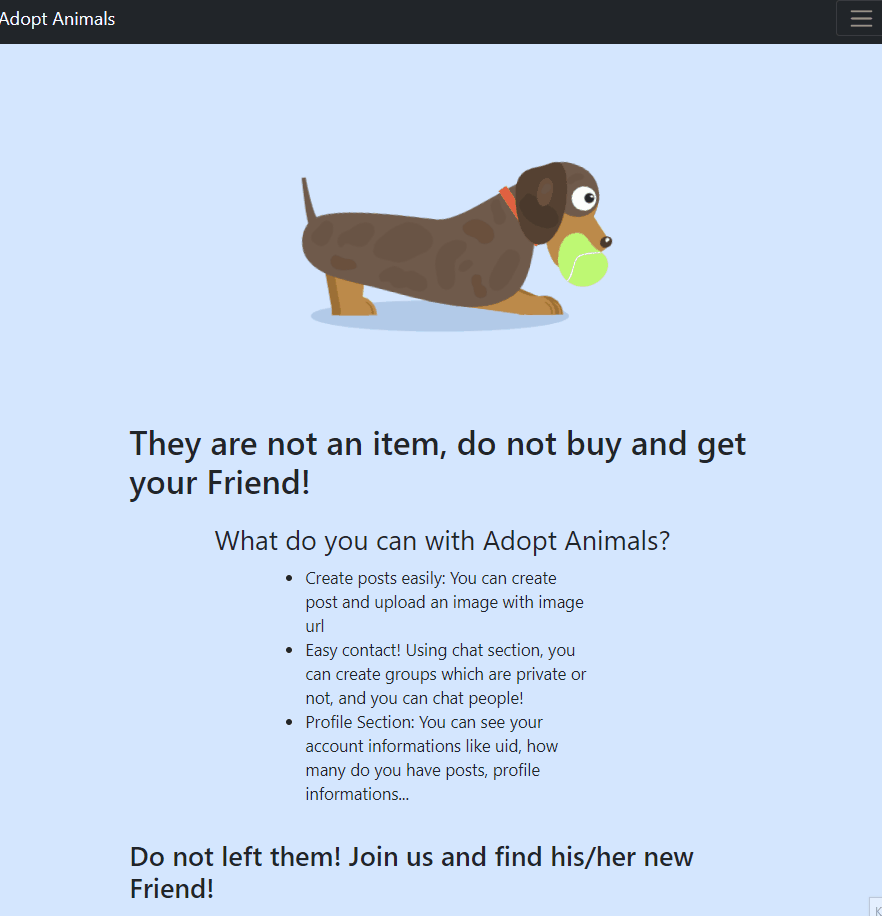 Adopt Animals
They are not an item, do not buy and get
your Friend!
What do you can with Adopt Animals?
Create posts easily: You can create
post and upload an image with image
url
Easy contact! Using chat section, you
can create groups which are private or
not, and you can chat people!
Profile Section: You can see your
account informations like uid, how
many do you have posts, profile
informations...
Do not left them! Join us and find his/her new
Friend!